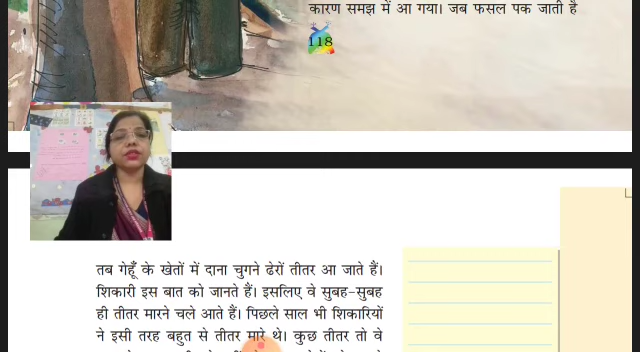 कारण समझ में आ गया। जब फसल पक जाती है
118
तब गेहूँ के खेतों में दाना चुगने ढेरों तीतर आ जाते हैं।
शिकारी इस बात को जानते हैं। इसलिए वे सुबह-सुबह
ही तीतर मारने चले आते हैं। पिछले साल भी शिकारियों
ने इसी तरह बहुत से तीतर मारे थे। कुछ तीतर तो वे